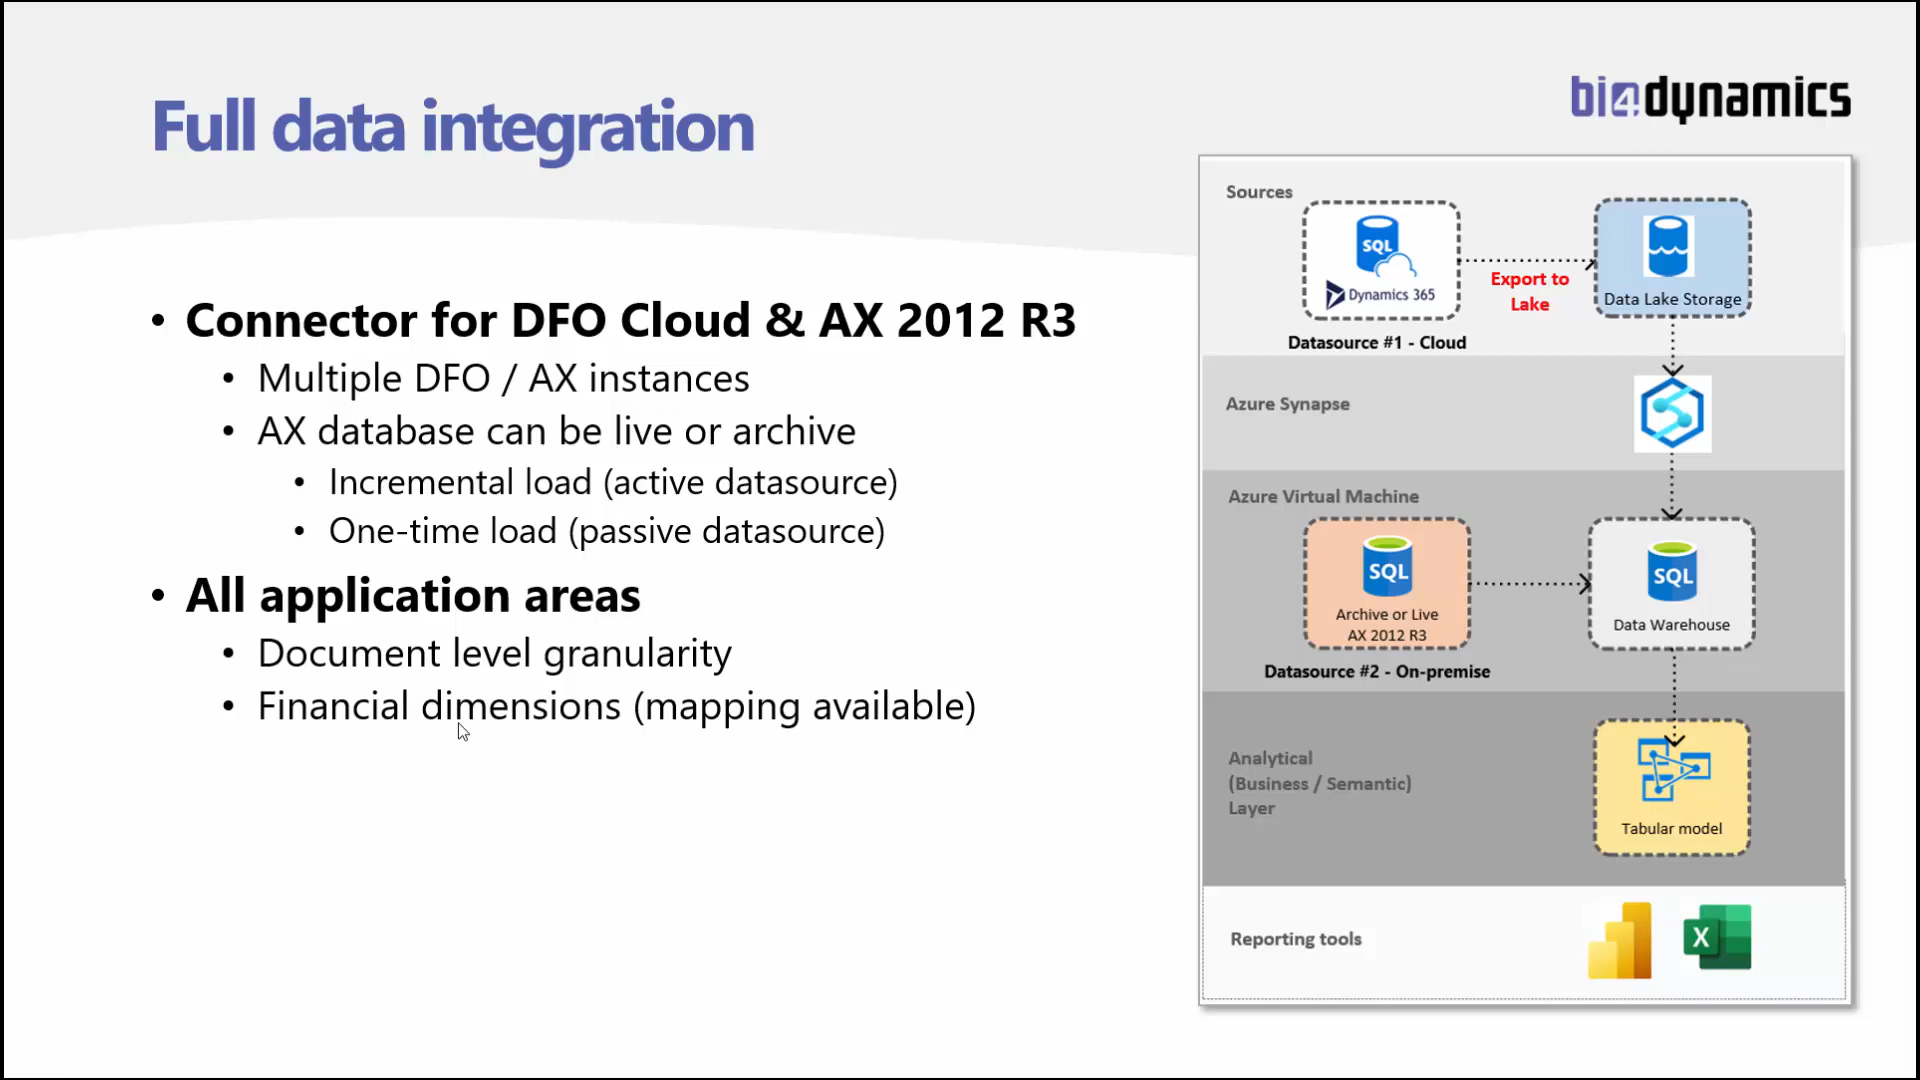 Full data integration
bi4dynamics
• Connector for DFO Cloud & AX 2012 R3
• Multiple DFO / AX instances
• AX database can be live or archive
• Incremental load (active datasource)
• One-time load (passive datasource)
• All application areas
• Document level granularity
• Financial dimensions (mapping available)
Sources
SQL
Dynamics 365
Datasource #1 - Cloud
Export to
Lake
Data Lake Storage
Azure Synapse
Azure Virtual Machine
SQL
Archive or Live
AX 2012 R3
Datasource #2 - On-premise
SQL
Data Warehouse
Analytical
(Business / Semantic)
Layer
Tabular model
Reporting tools
X